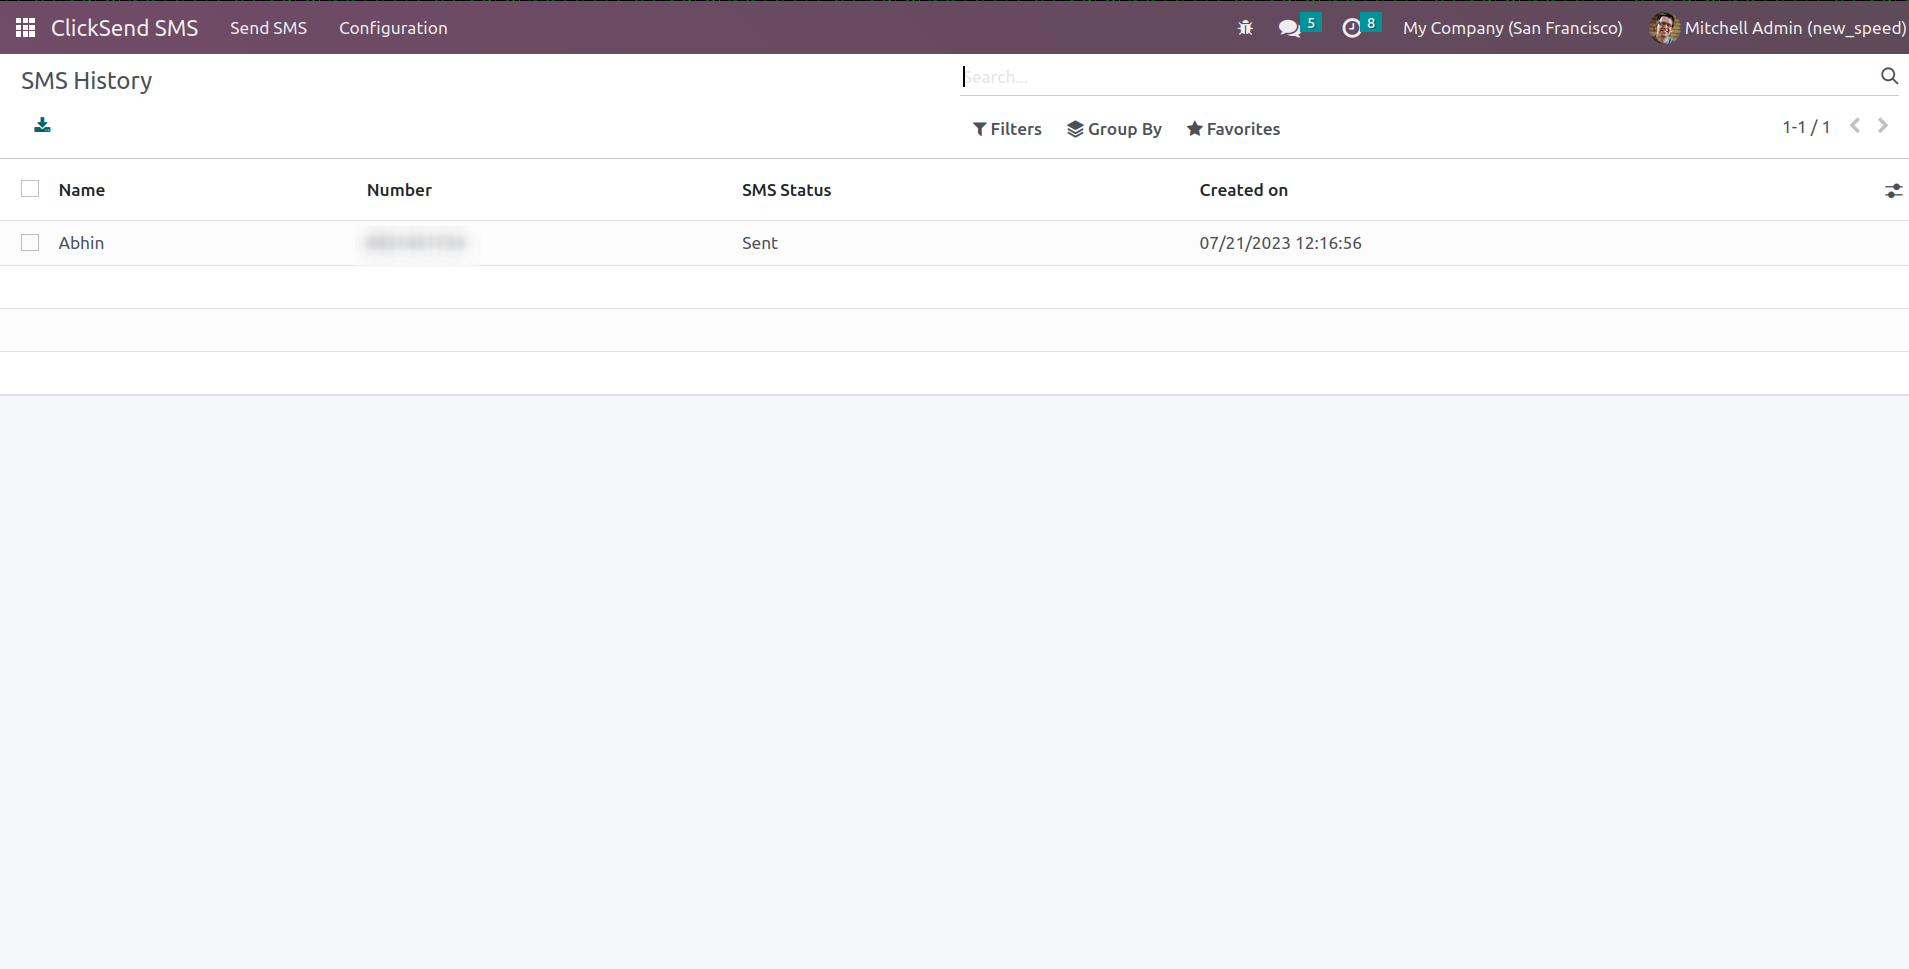 ClickSend SMS Send SMS Configuration 5 8 My Company (San Francisco) Mitchell Admin (new_speed)
SMS History Search...
Filters Group By Favorites 1-1 / 1
Name Number SMS Status Created on
Abhin Sent 07/21/2023 12:16:56